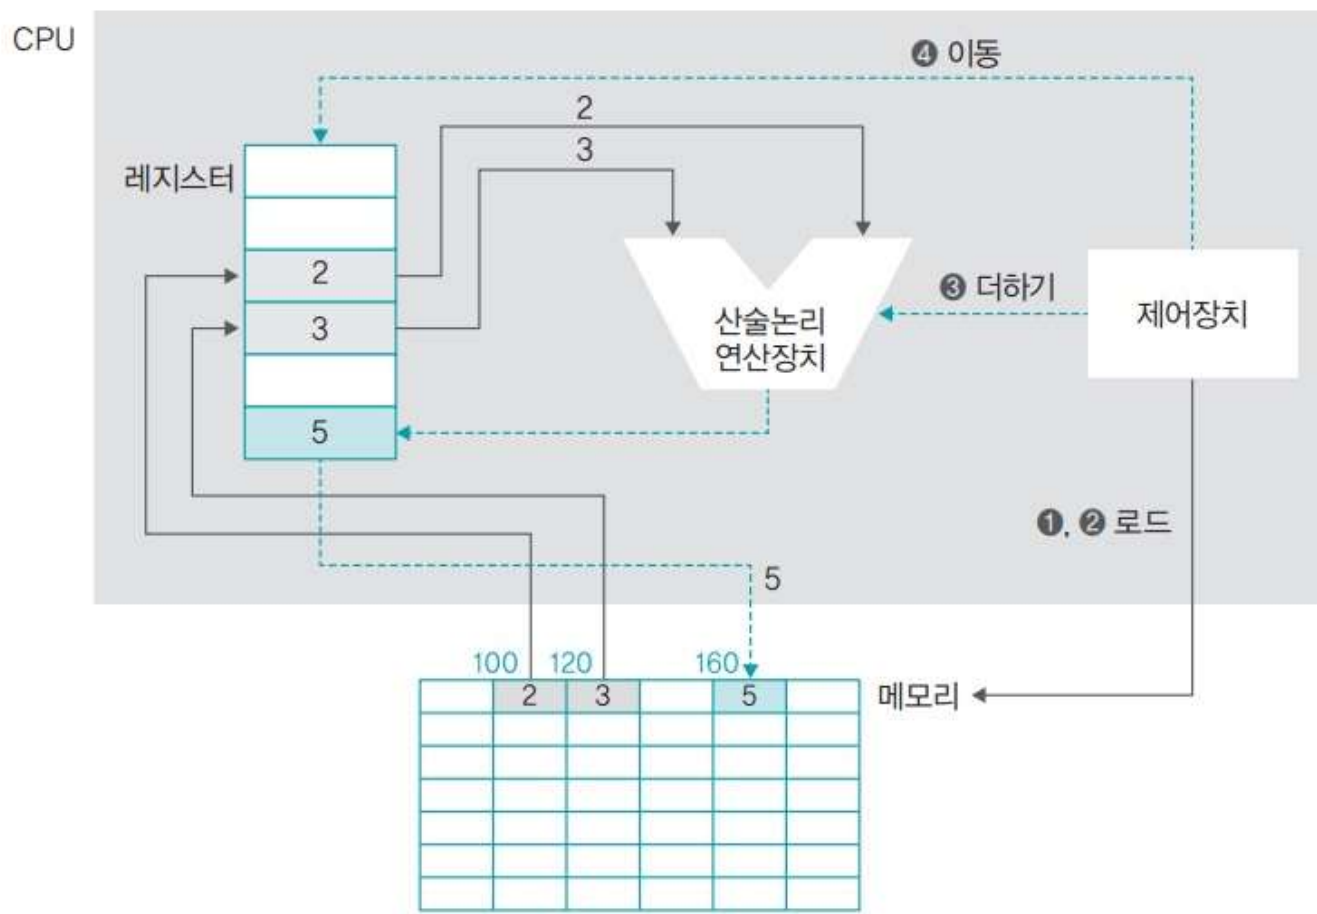 CPU
❹ 이동
2
3
레지스터
2
3
5
산술논리
연산장치
❸ 더하기
제어장치
❶, ❷ 로드
5
100 120 160
2 3 5
메모리